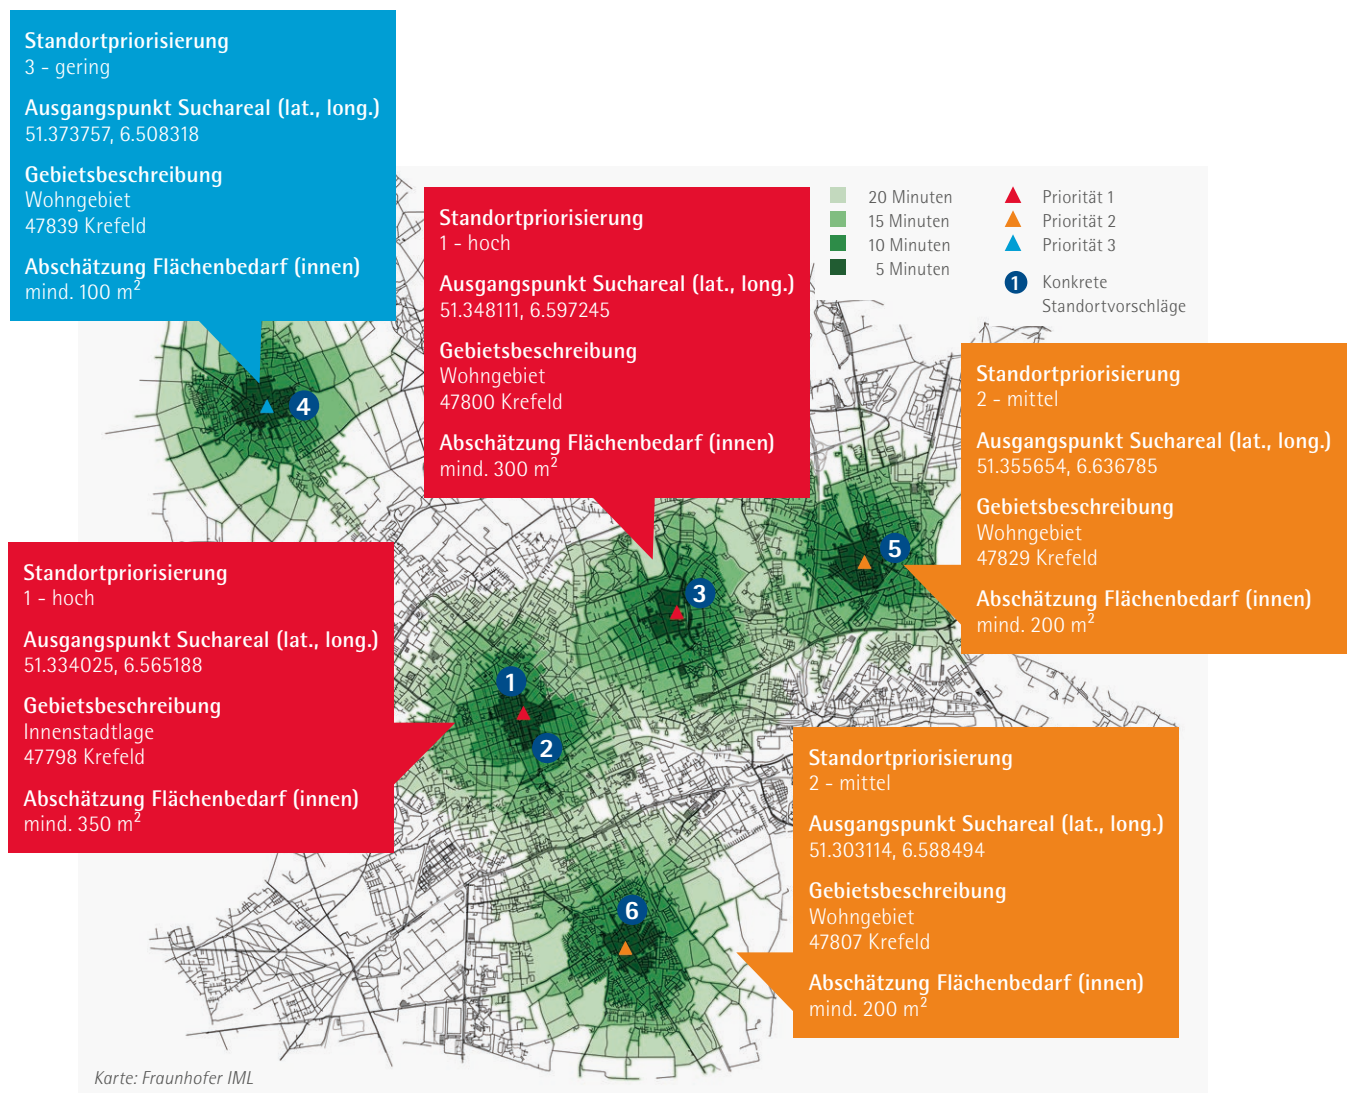 Standortpriorisierung
3 - gering
Ausgangspunkt Suchareal (lat., long.)
51.373757, 6.508318
Gebietsbeschreibung
Wohngebiet
47839 Krefeld
Abschätzung Flächenbedarf (innen)
mind. 100 m²
Standortpriorisierung
1 - hoch
Ausgangspunkt Suchareal (lat., long.)
51.348111, 6.597245
Gebietsbeschreibung
Wohngebiet
47800 Krefeld
Abschätzung Flächenbedarf (innen)
mind. 300 m²
20 Minuten
15 Minuten
10 Minuten
5 Minuten
Priorität 1
Priorität 2
Priorität 3
1 Konkrete
Standortvorschläge
Standortpriorisierung
2 - mittel
Ausgangspunkt Suchareal (lat., long.)
51.355654, 6.636785
Gebietsbeschreibung
Wohngebiet
47829 Krefeld
Abschätzung Flächenbedarf (innen)
mind. 200 m²
4
5
3
1
2
6
Standortpriorisierung
1 - hoch
Ausgangspunkt Suchareal (lat., long.)
51.334025, 6.565188
Gebietsbeschreibung
Innenstadtlage
47798 Krefeld
Abschätzung Flächenbedarf (innen)
mind. 350 m²
Standortpriorisierung
2 - mittel
Ausgangspunkt Suchareal (lat., long.)
51.303114, 6.588494
Gebietsbeschreibung
Wohngebiet
47807 Krefeld
Abschätzung Flächenbedarf (innen)
mind. 200 m²
Karte: Fraunhofer IML